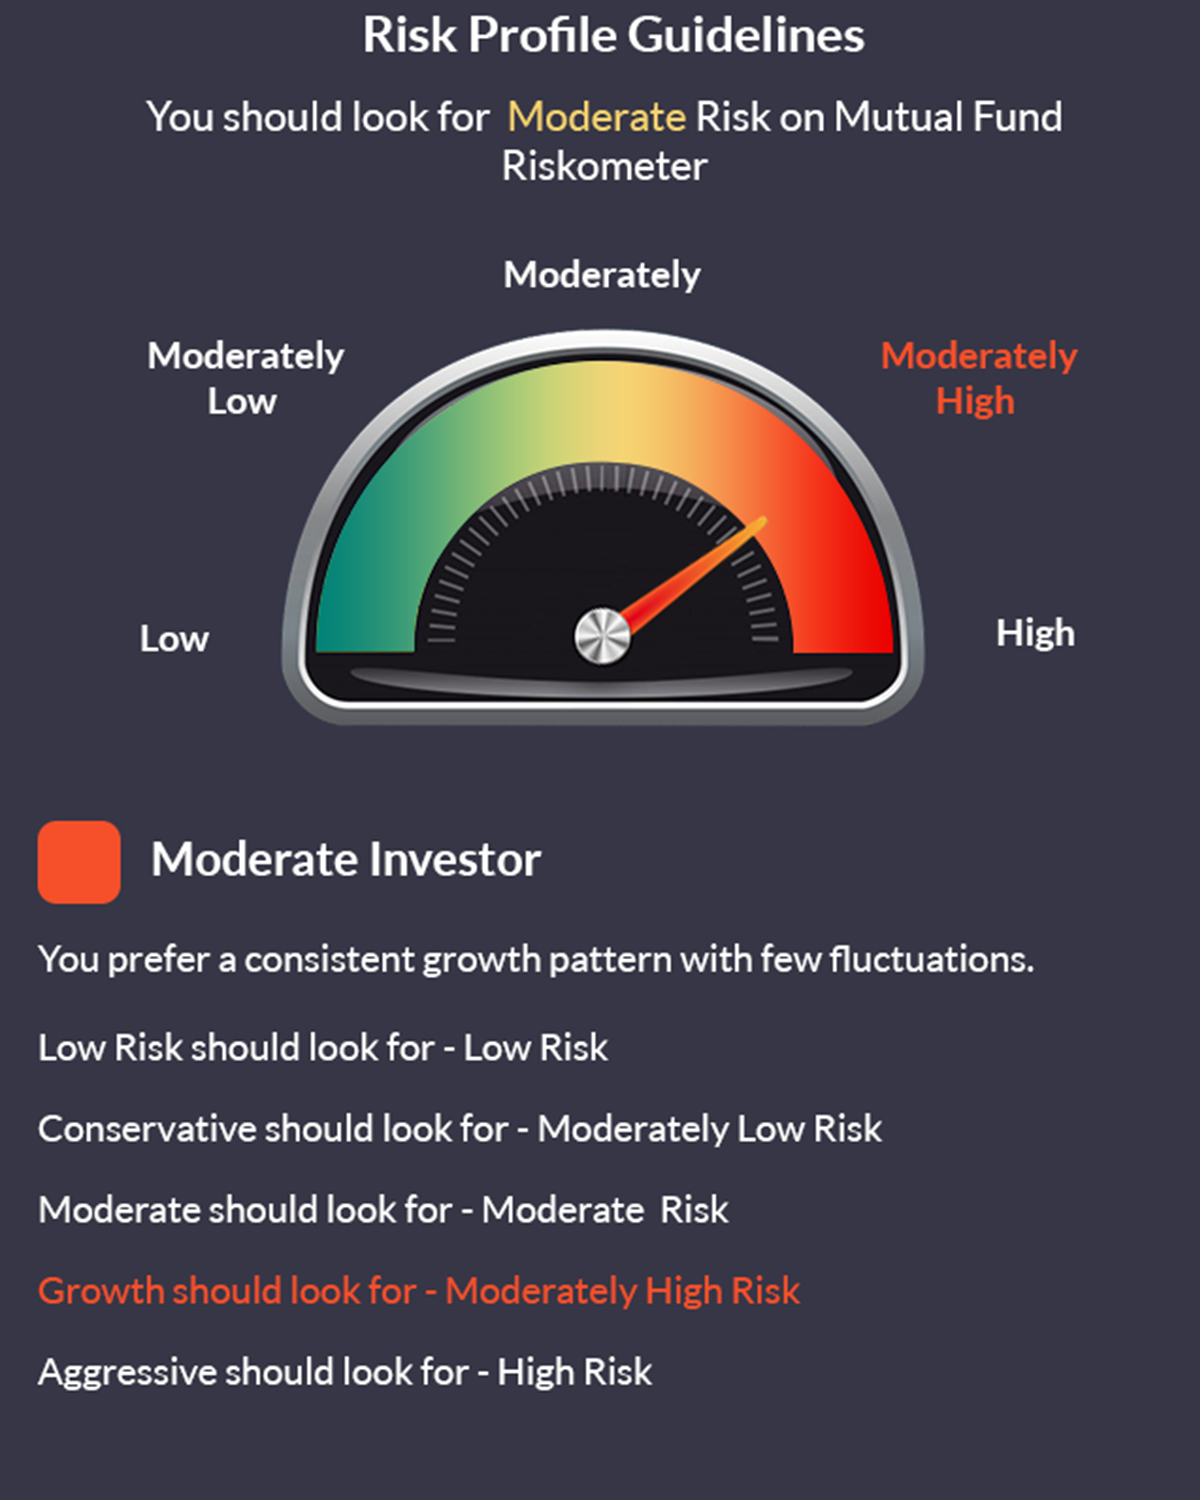 Risk Profile Guidelines
You should look for Moderate Risk on Mutual Fund
Riskometer
Moderately
Moderately
Low
Moderately
High
Low
High
Moderate Investor
You prefer a consistent growth pattern with few fluctuations.
Low Risk should look for - Low Risk
Conservative should look for - Moderately Low Risk
Moderate should look for - Moderate Risk
Growth should look for - Moderately High Risk
Aggressive should look for - High Risk